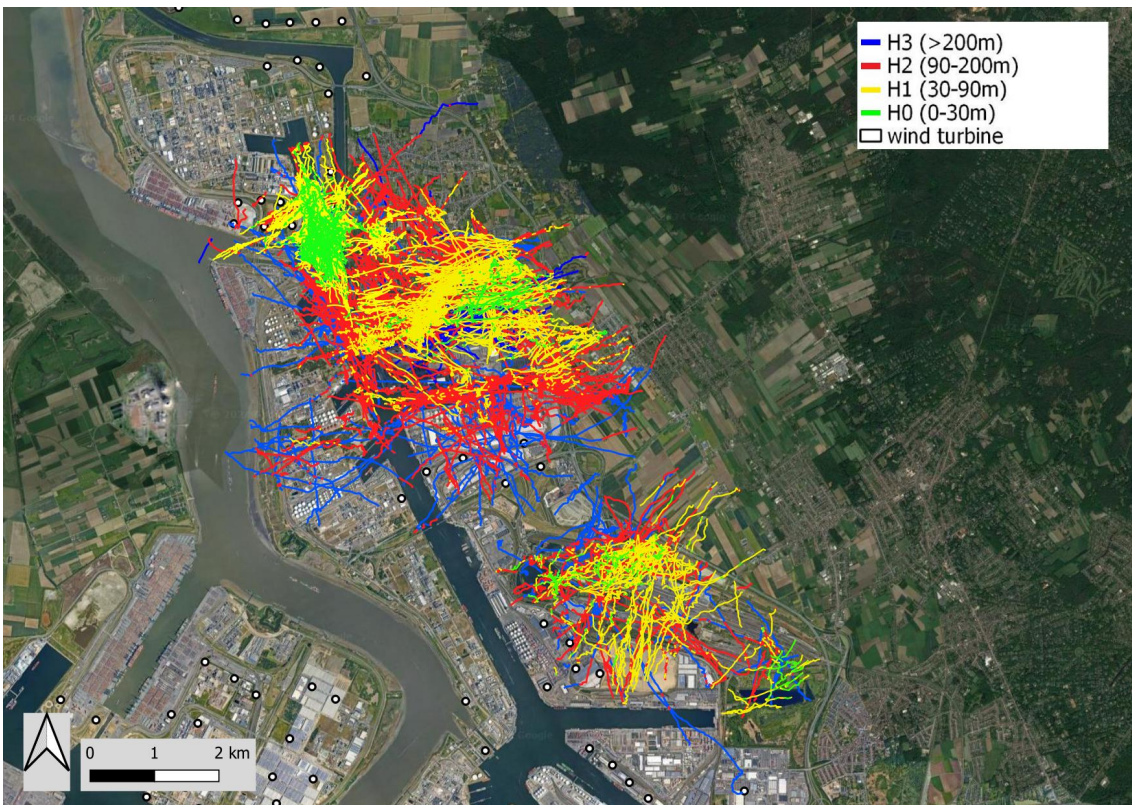 H3 (>200m)
H2 (90-200m)
H1 (30-90m)
H0 (0-30m)
wind turbine
0 1 2 km